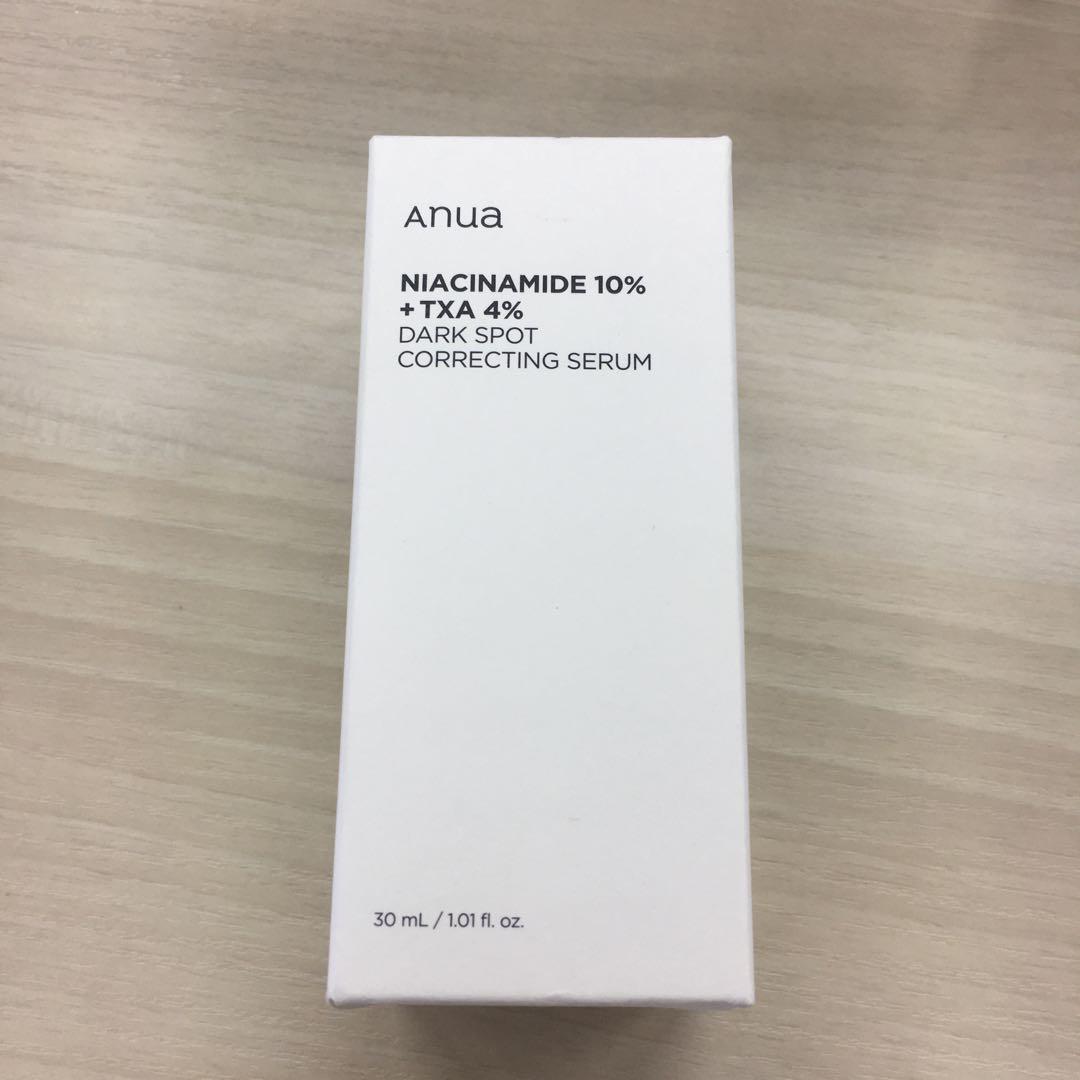 Anua
NIACINAMIDE 10%
+ TXA 4%
DARK SPOT
CORRECTING SERUM
30 mL / 1.01 fl. oz.